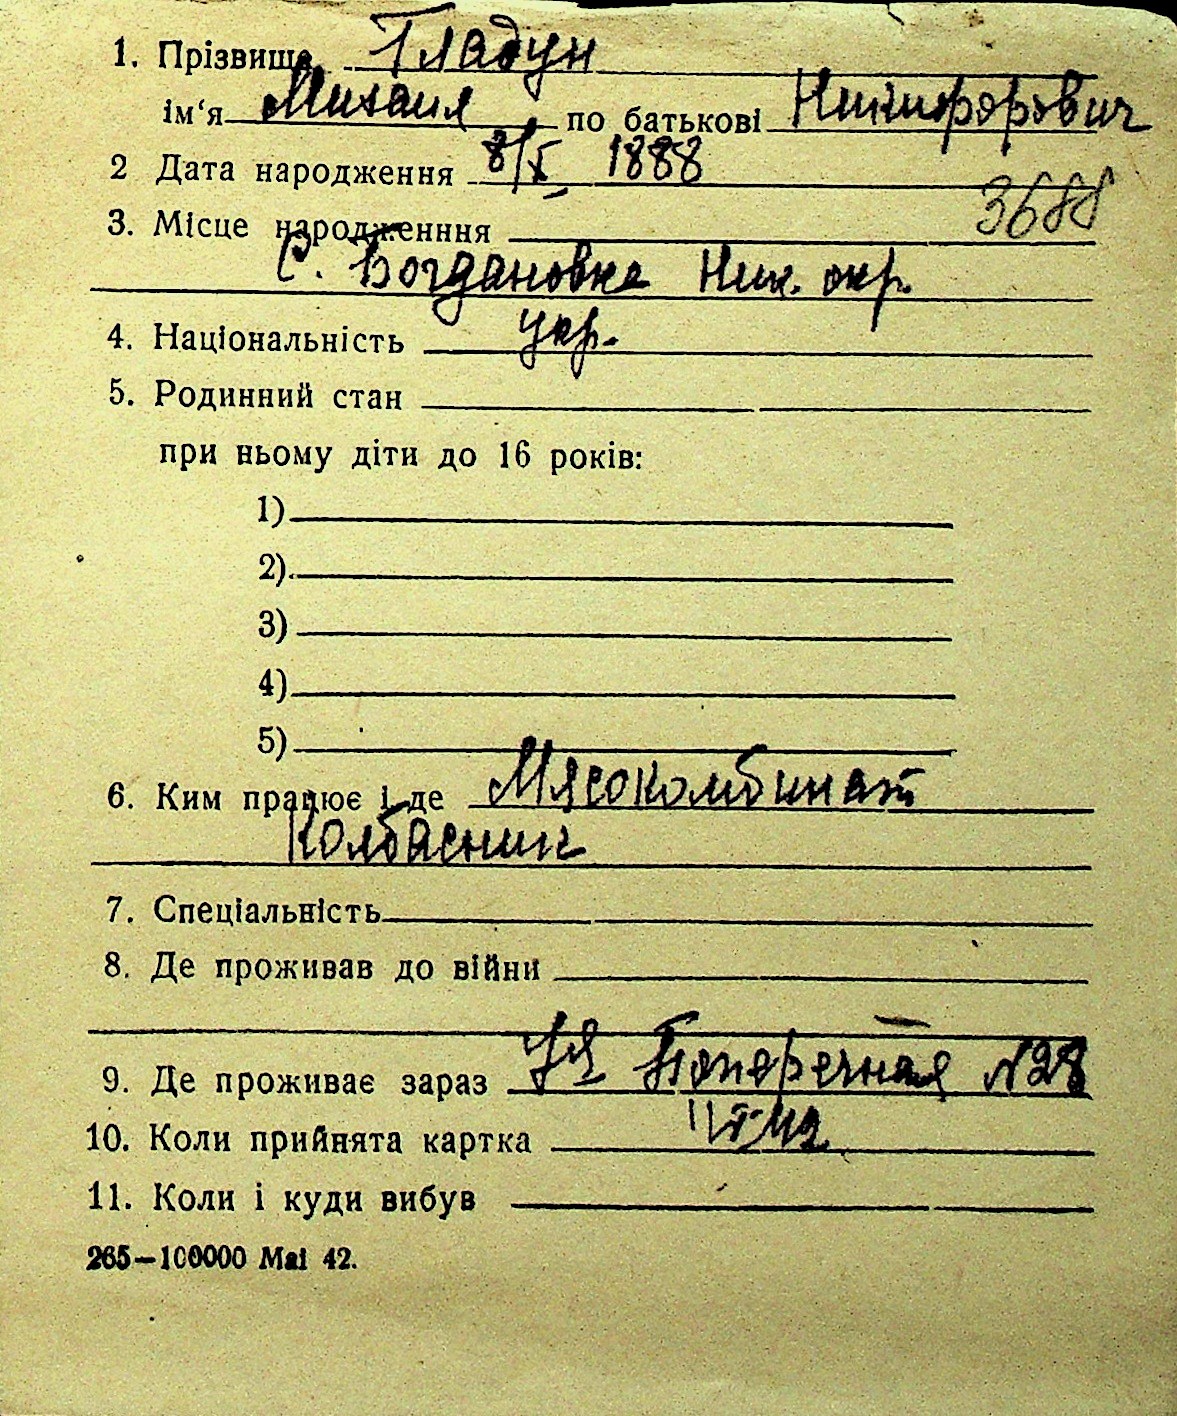 1. Прізвище Гладун
ім‘я Михаил по батькові Никифорович
2 Дата народження 8/X 1888
3688
3. Місце народженння
С. Богдановка Ник. окр.
4. Національність укр.
5. Родинний стан
при ньому діти до 16 років:
1)
2)
3)
4)
5)
6. Ким працює і де Мясокомбинат
Колбасник
7. Спеціальність
8. Де проживав до війни
9. Де проживає зараз Поперечная N28
10. Коли прийнята картка
11. Коли і куди вибув
265—100000 Mai 42.